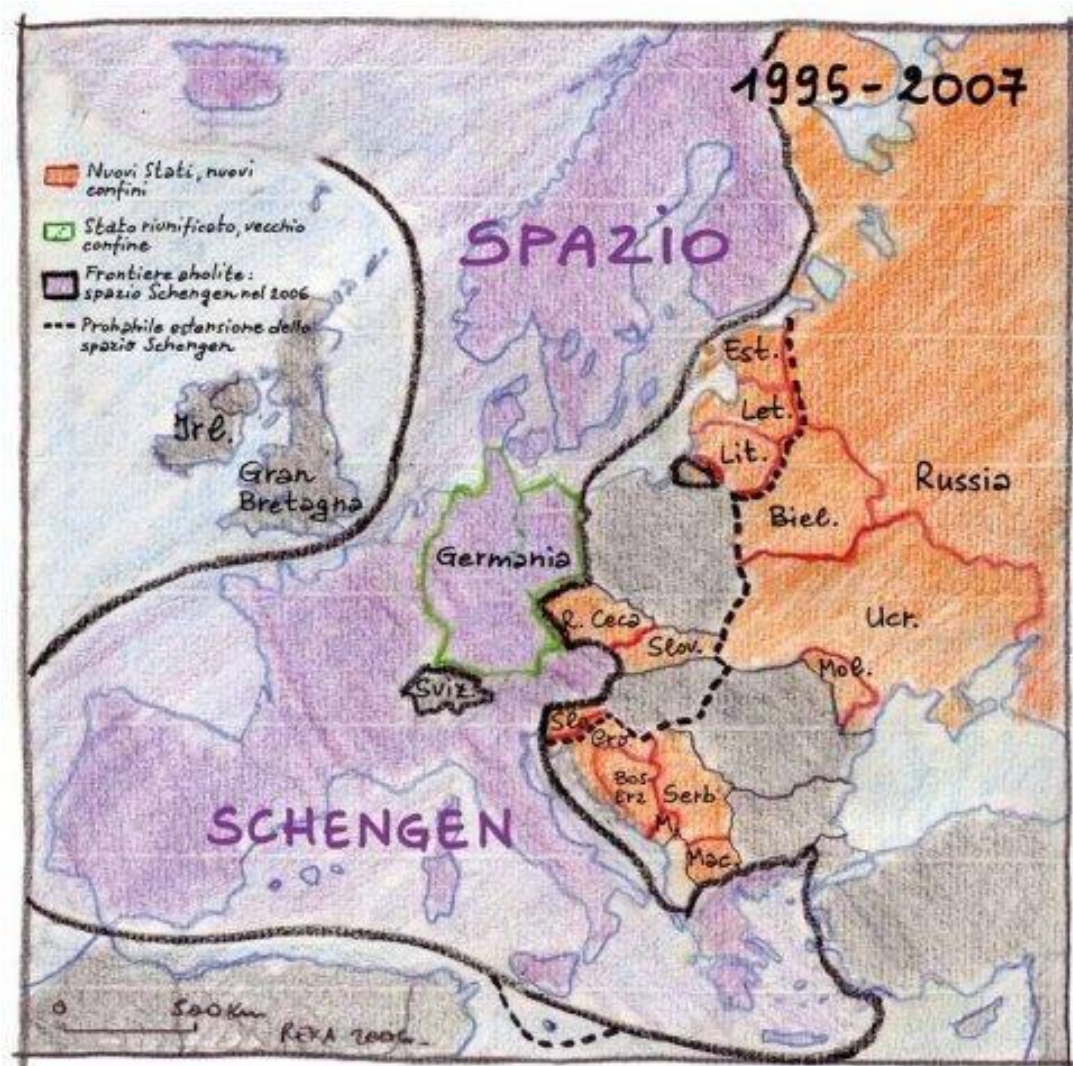 1995 - 2007
Nuovi Stati, nuovi
confini
Stato riunificato, vecchio
confine
Frontiere abolite:
spazio Schengen nel 2006
Probabile estensione dello
spazio Schengen
SPAZIO
Est.
Let.
Lit.
Irl.
Gran
Bretagna
Russia
Biel.
Germania
R. Ceca
Slov.
Ucr.
Mol.
Sviz.
Slo.
Cro
Bos-
Erz
Serb
M.
Mac.
SCHENGEN
0 500 Km
REKA 2006